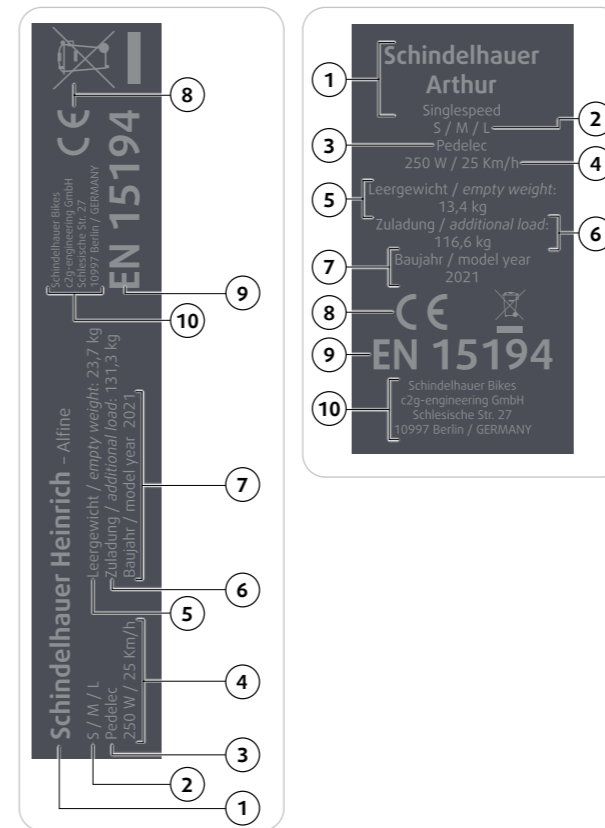 Schindelhauer Heinrich – Alfine
S / M / L
Pedelec
250 W / 25 Km/h
Leergewicht / empty weight: 23,7 kg
Zuladung / additional load: 131,3 kg
Baujahr / model year 2021
Schindelhauer Bikes
c2g-engineering GmbH
Schlesische Str. 27
10997 Berlin / GERMANY
CE
EN 15194
8
9
10
7
6
5
4
3
2
1
Schindelhauer
Arthur
Singlespeed
S / M / L
Pedelec
250 W / 25 Km/h
Leergewicht / empty weight:
13,4 kg
Zuladung / additional load:
116,6 kg
Baujahr / model year
2021
CE
EN 15194
Schindelhauer Bikes
c2g-engineering GmbH
Schlesische Str. 27
10997 Berlin / GERMANY
1
2
3
4
5
6
7
8
9
10